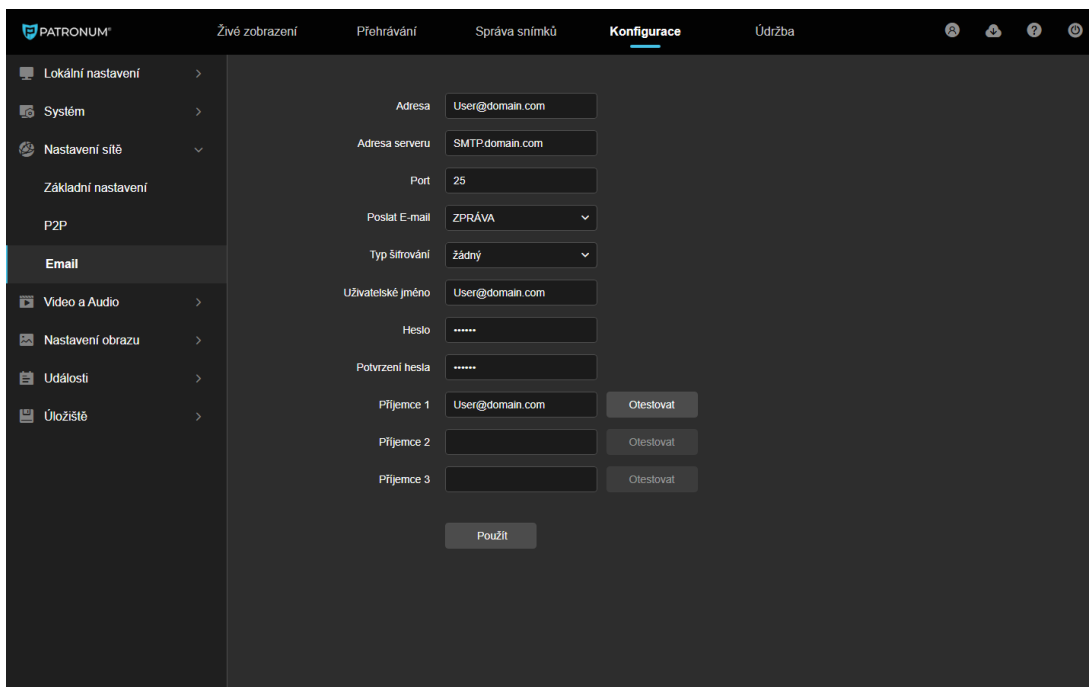 PATRONUM®
Živé zobrazení
Přehrávání
Správa snímků
Konfigurace
Údržba
Lokální nastavení
Systém
Nastavení sítě
Základní nastavení
P2P
Email
Video a Audio
Nastavení obrazu
Události
Úložiště
Adresa User@domain.com
Adresa serveru SMTP.domain.com
Port 25
Poslat E-mail ZPRÁVA
Typ šifrování žádný
Uživatelské jméno User@domain.com
Heslo ••••••
Potvrzení hesla ••••••
Příjemce 1 User@domain.com Otestovat
Příjemce 2 Otestovat
Příjemce 3 Otestovat
Použít